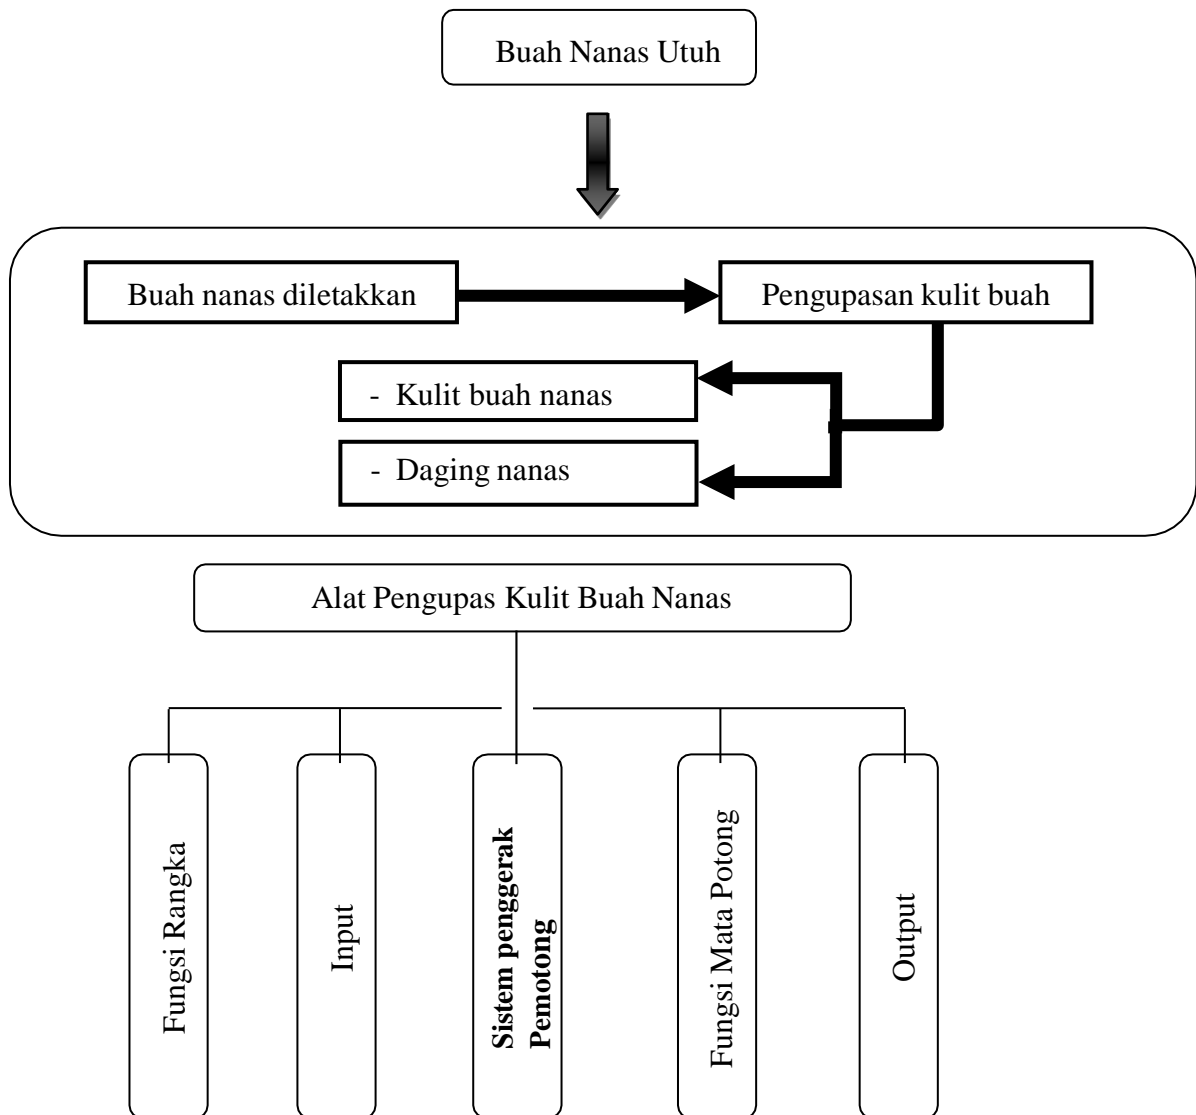 Buah Nanas Utuh
Buah nanas diletakkan
Pengupasan kulit buah
- Kulit buah nanas
- Daging nanas
Alat Pengupas Kulit Buah Nanas
Fungsi Rangka
Input
Sistem penggerak
Pemotong
Fungsi Mata Potong
Output